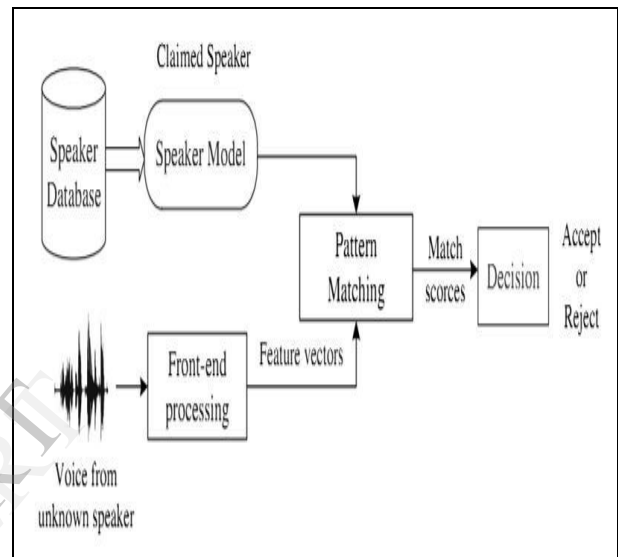 Claimed Speaker
Speaker
Database
Speaker Model
Pattern
Matching
Match
scorces
Decision
Accept
or
Reject
Front-end
processing
Feature vectors
Voice from
unknown speaker